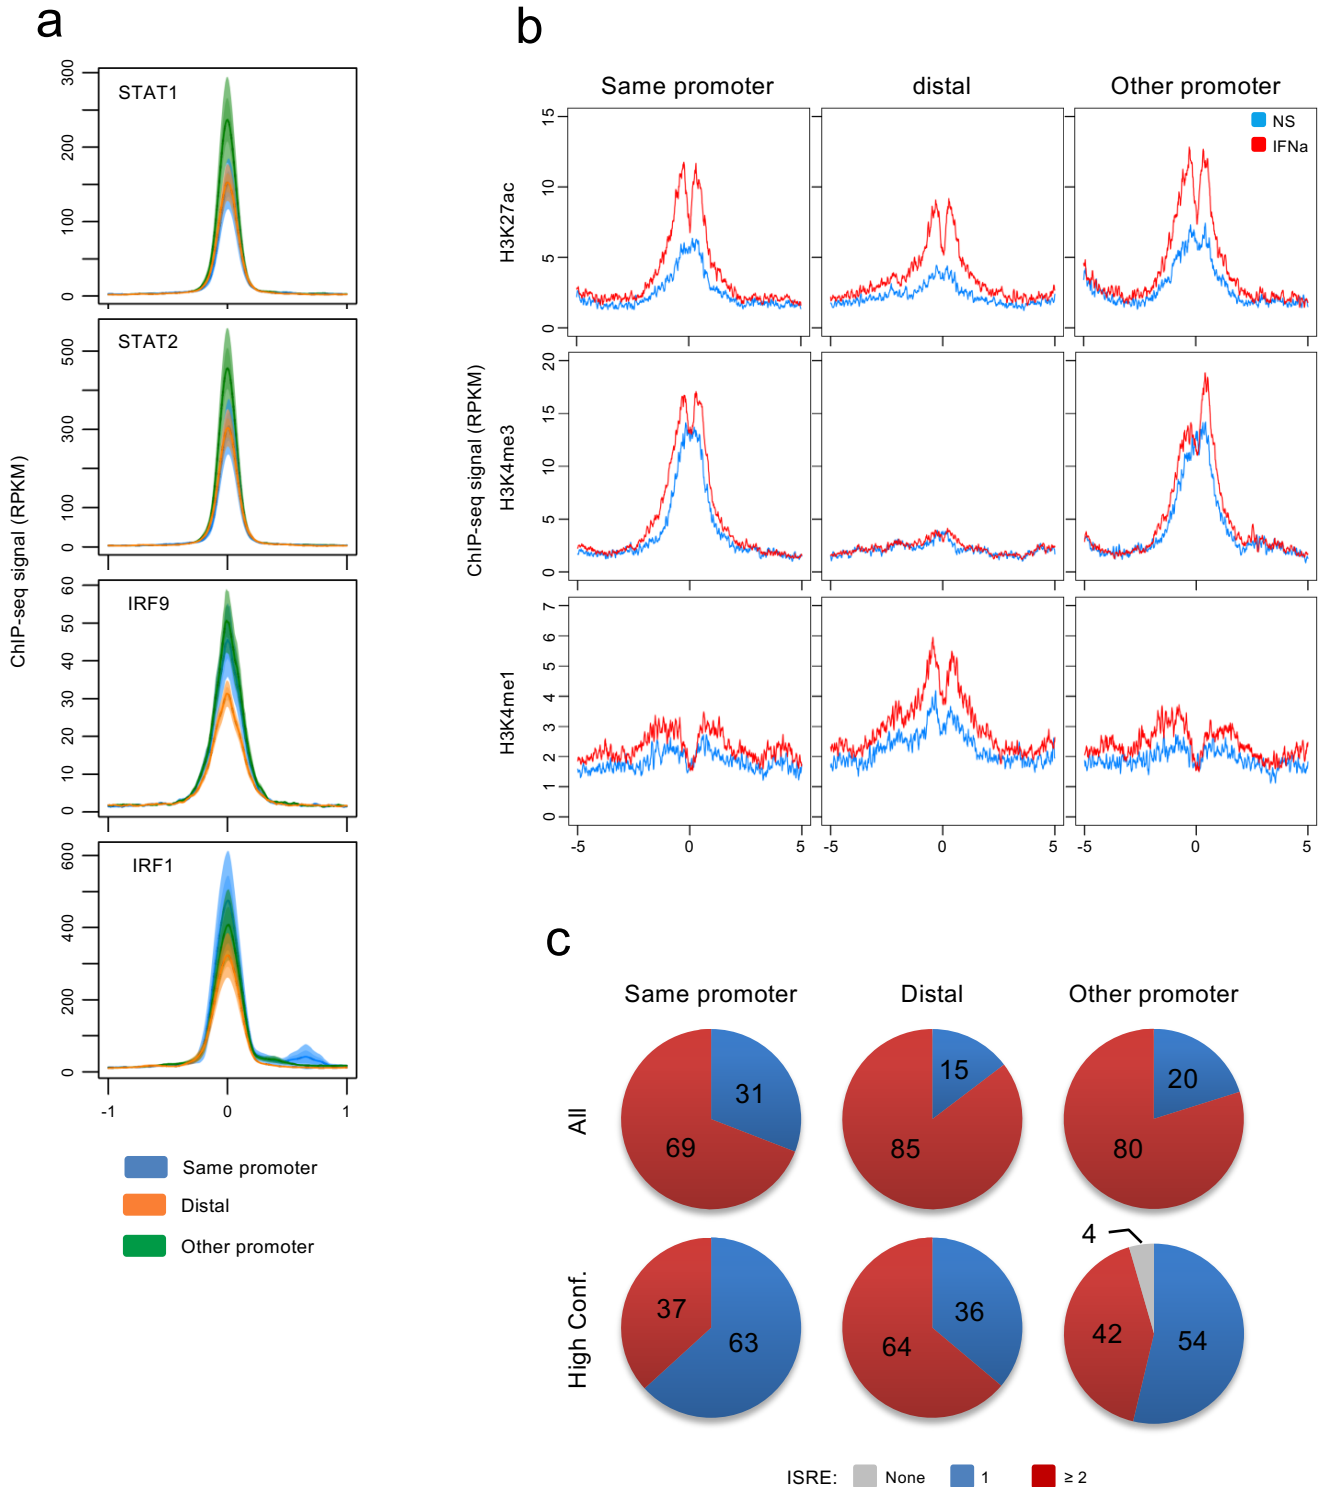 a
ChIP-seq signal (RPKM)
STAT1
300
200
100
0
STAT2
500
300
100
0
IRF9
60
50
40
30
20
10
0
IRF1
600
400
200
0
-1 0 1
Same promoter
Distal
Other promoter
b
Same promoter distal Other promoter
ChIP-seq signal (RPKM)
H3K27ac
15
10
5
0
NS
IFNa
H3K4me3
20
15
10
5
0
H3K4me1
7
6
5
4
3
2
1
0
-5 0 5 -5 0 5 -5 0 5
c
Same promoter Distal Other promoter
All
31 69
15 85
20 80
High Conf.
37 63
36 64
4 42 54
ISRE: None 1 ≥ 2